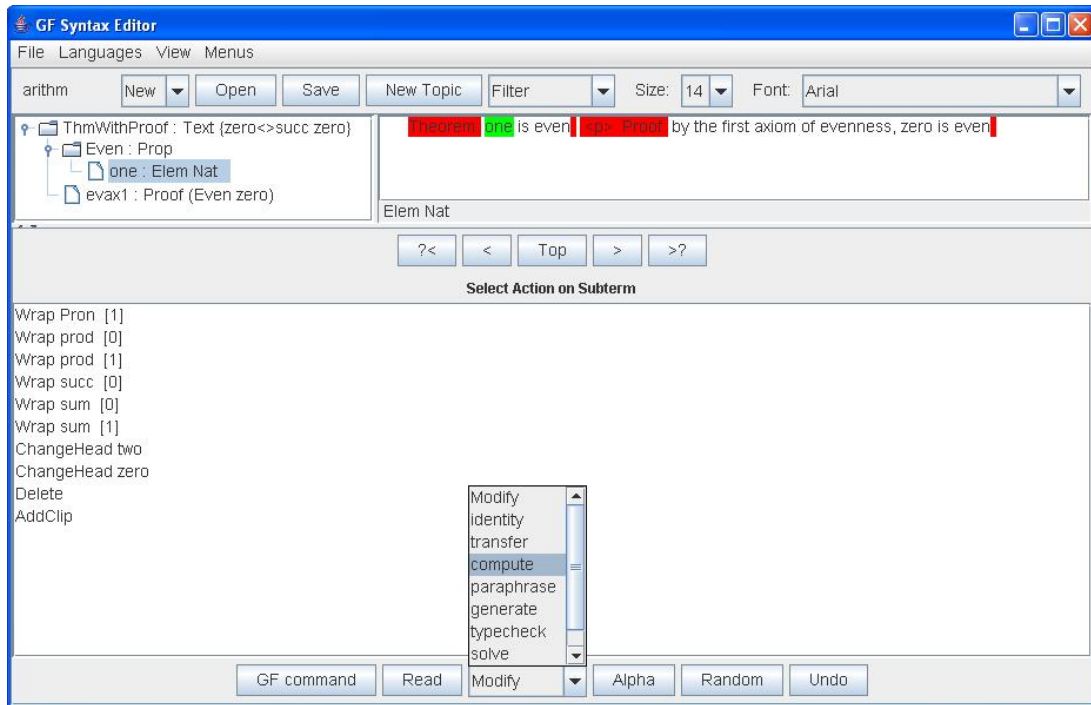 GF Syntax Editor
File Languages View Menus
arithm New Open Save New Topic Filter Size: 14 Font: Arial
ThmWithProof : Text {zero<>succ zero}
Even : Prop
one : Elem Nat
evax1 : Proof (Even zero)
Theorem. one is even. <p> Proof. by the first axiom of evenness, zero is even.
Elem Nat
?< < Top > >?
Select Action on Subterm
Wrap Pron [1]
Wrap prod [0]
Wrap prod [1]
Wrap succ [0]
Wrap sum [0]
Wrap sum [1]
ChangeHead two
ChangeHead zero
Delete
AddClip
Modify
identity
transfer
compute
paraphrase
generate
typecheck
solve
GF command Read Modify Alpha Random Undo